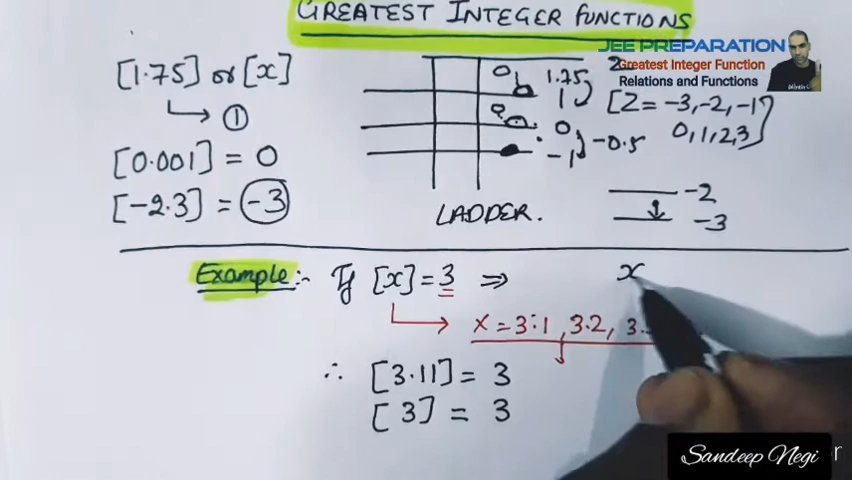 GREATEST INTEGER FUNCTIONS
JEE PREPARATION
Greatest Integer Function
Relations and Functions
[1.75] or [x]
1
[0.001] = 0
[-2.3] = -3
1.75
1
0
-1
-0.5
LADDER.
[Z = -3, -2, -1
0, 1, 2, 3]
-2
-3
Example:- If [x] = 3 ⇒ x
x = 3.1, 3.2, 3.
∴ [3.11] = 3
[3] = 3
Sandeep Negi